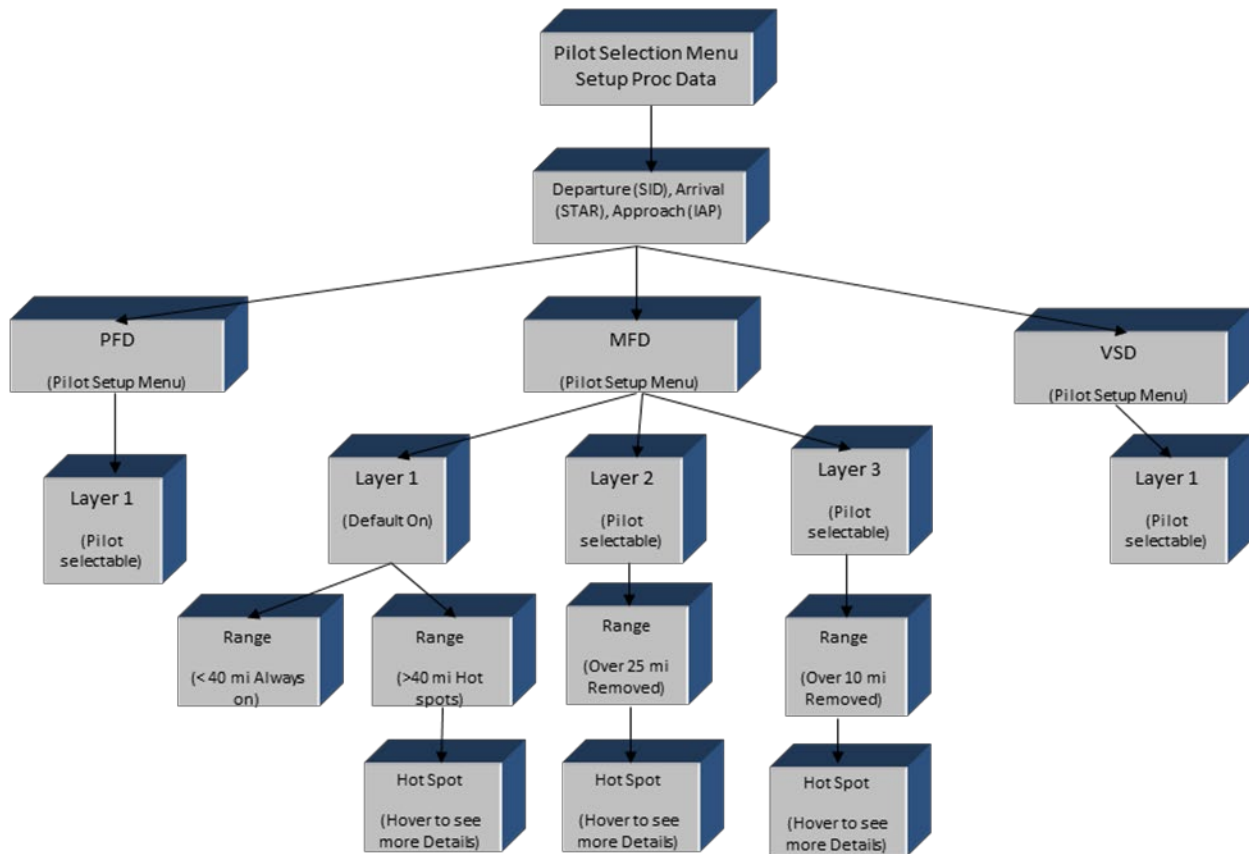 Pilot Selection Menu
Setup Proc Data
Departure (SID), Arrival
(STAR), Approach (IAP)
PFD
(Pilot Setup Menu)
MFD
(Pilot Setup Menu)
VSD
(Pilot Setup Menu)
Layer 1
(Pilot
selectable)
Layer 1
(Default On)
Layer 2
(Pilot
selectable)
Layer 3
(Pilot
selectable)
Layer 1
(Pilot
selectable)
Range
(< 40 mi Always
on)
Range
(>40 mi Hot
spots)
Range
(Over 25 mi
Removed)
Range
(Over 10 mi
Removed)
Hot Spot
(Hover to see
more Details)
Hot Spot
(Hover to see
more Details)
Hot Spot
(Hover to see
more Details)